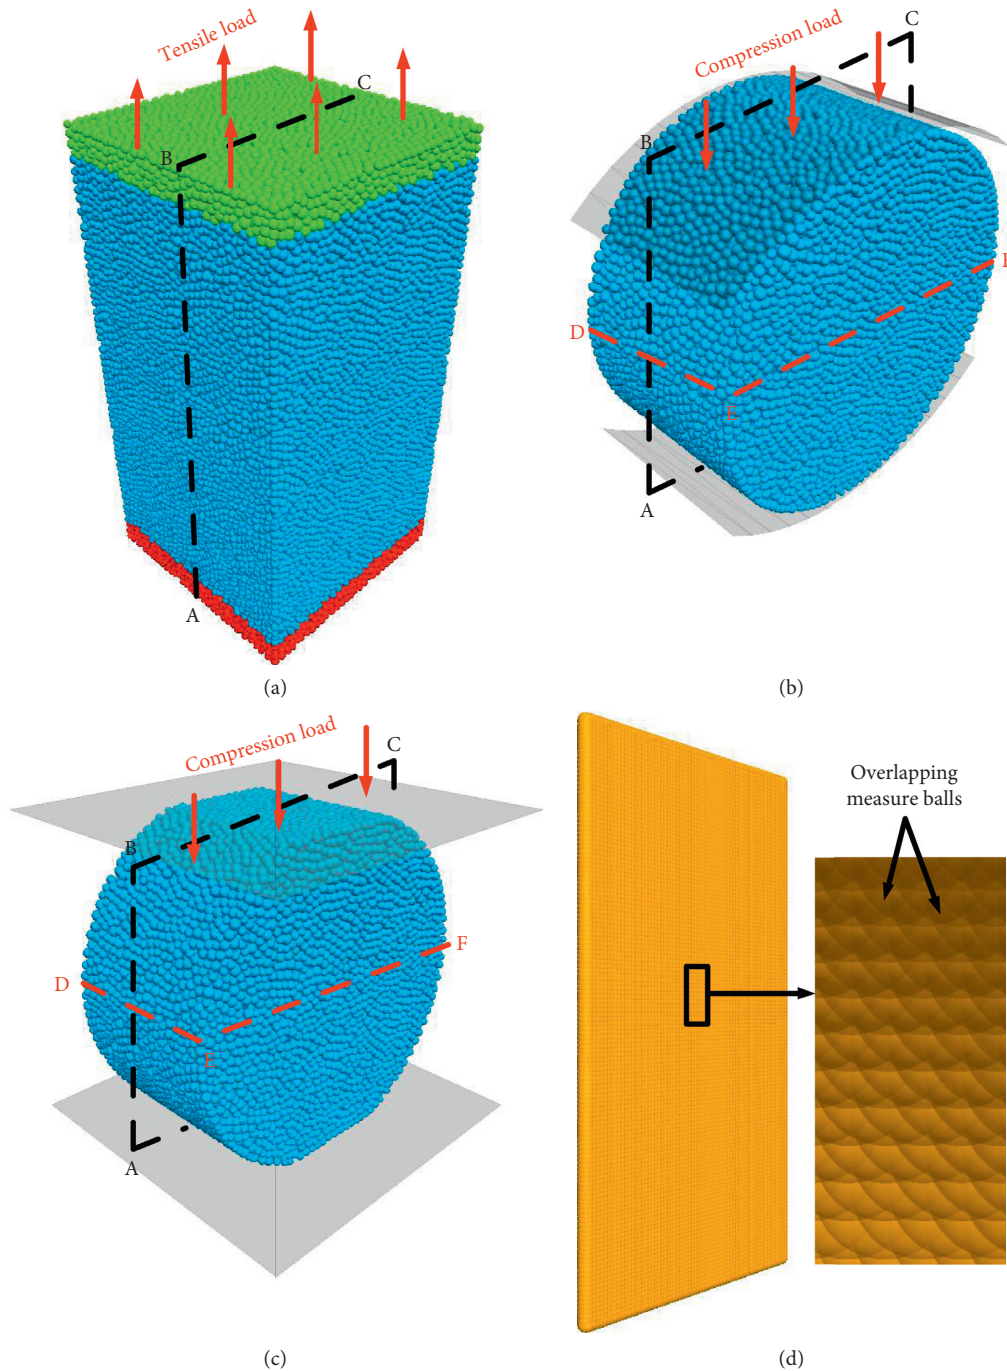 Tensile load
C
B
A
(a)
Compression load
C
B
D
E
F
A
(b)
Compression load
C
B
D
E
F
A
(c)
Overlapping
measure balls
(d)